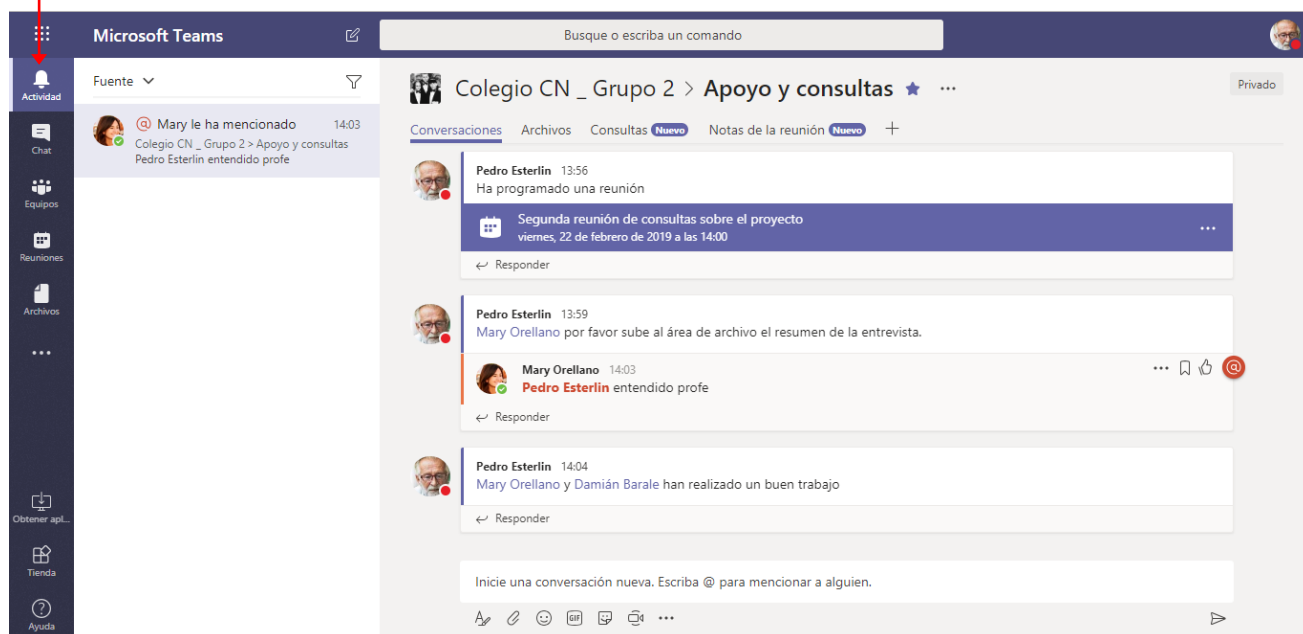 Microsoft Teams
Busque o escriba un comando
Actividad
Chat
Equipos
Reuniones
Archivos
Obtener apl...
Tienda
Ayuda
Fuente
@ Mary le ha mencionado 14:03
Colegio CN _ Grupo 2 > Apoyo y consultas
Pedro Esterlin entendido profe
Colegio CN _ Grupo 2 > Apoyo y consultas ...
Privado
Conversaciones Archivos Consultas Nuevo Notas de la reunión Nuevo +
Pedro Esterlin 13:56
Ha programado una reunión
Segunda reunión de consultas sobre el proyecto
viernes, 22 de febrero de 2019 a las 14:00
Responder
Pedro Esterlin 13:59
Mary Orellano por favor sube al área de archivo el resumen de la entrevista.
Mary Orellano 14:03
Pedro Esterlin entendido profe
@
Responder
Pedro Esterlin 14:04
Mary Orellano y Damián Barale han realizado un buen trabajo
Responder
Inicie una conversación nueva. Escriba @ para mencionar a alguien.
GIF